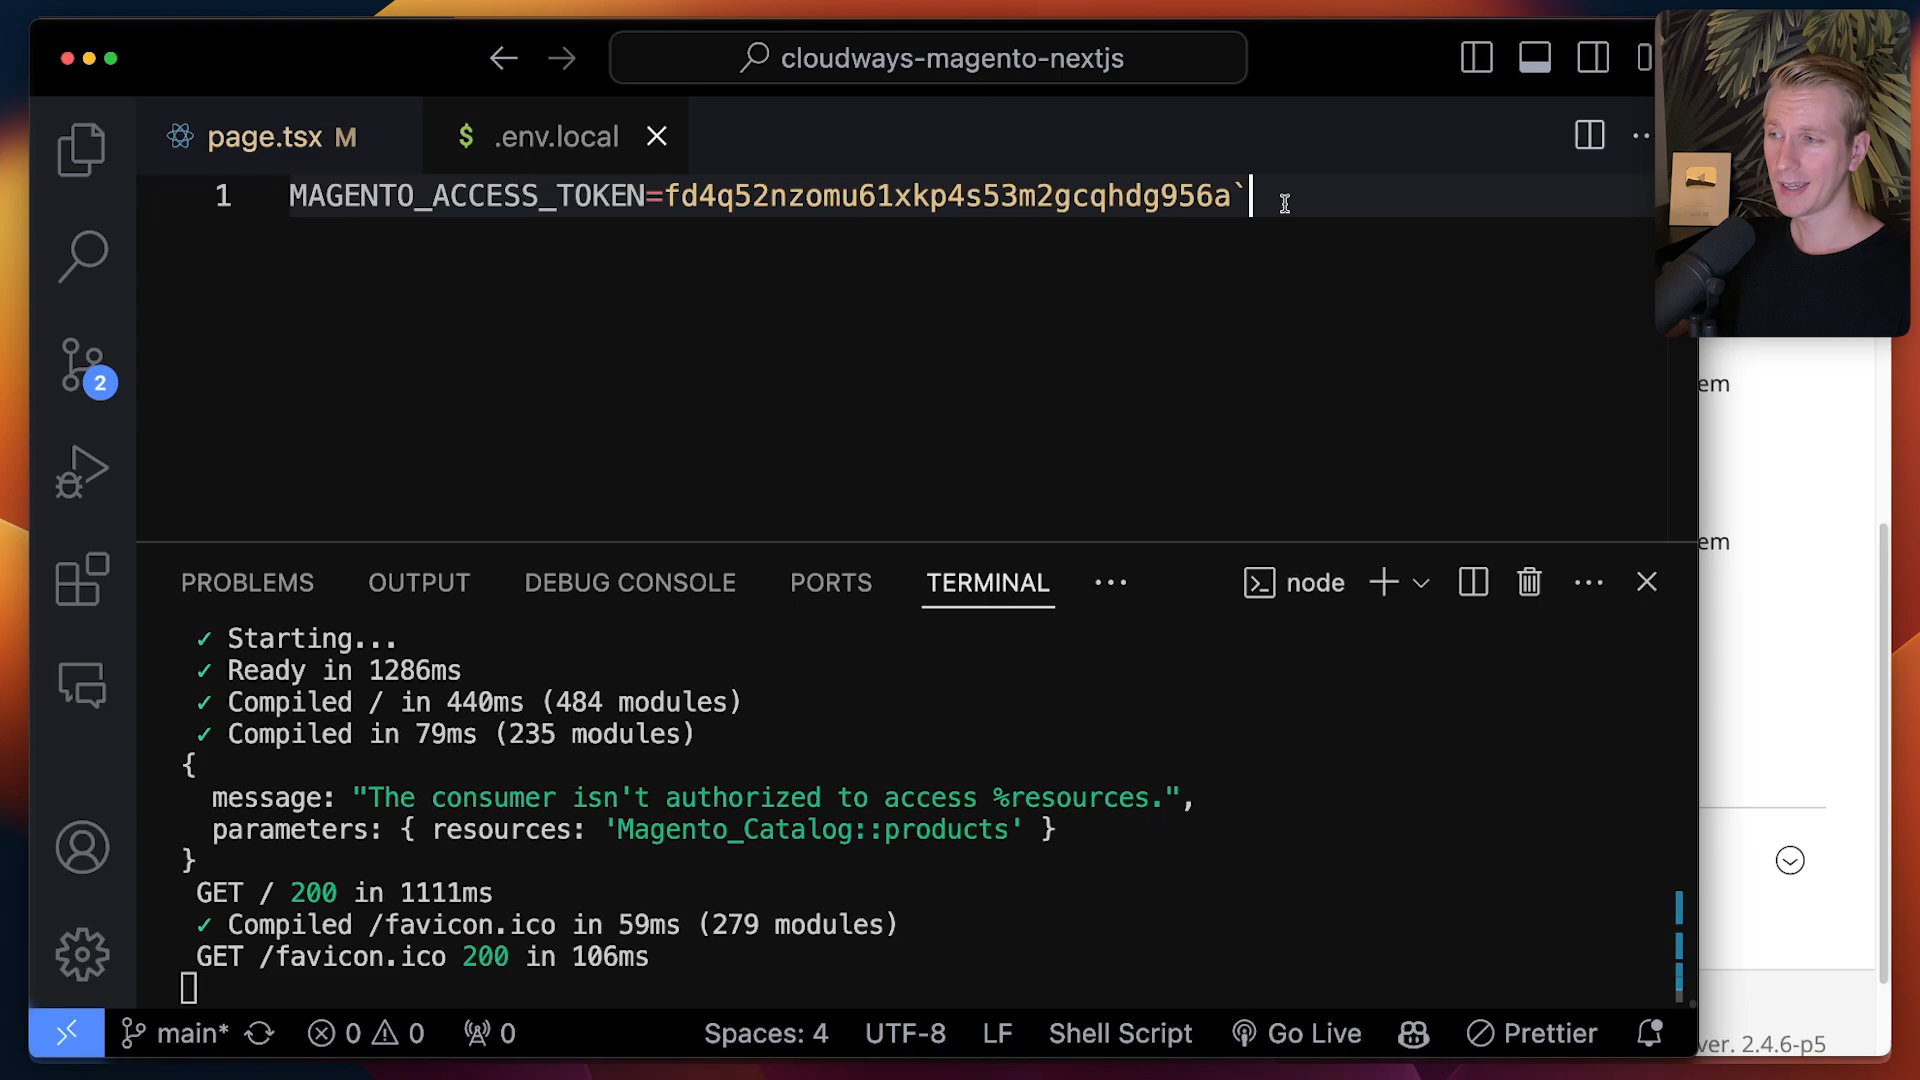 cloudways-magento-nextjs
page.tsx M
$ .env.local
1 MAGENTO_ACCESS_TOKEN=fd4q52nzomu61xkp4s53m2gcqhdg956a`
em
em
PROBLEMS OUTPUT DEBUG CONSOLE PORTS TERMINAL ... node
✓ Starting...
✓ Ready in 1286ms
✓ Compiled / in 440ms (484 modules)
✓ Compiled in 79ms (235 modules)
{
message: "The consumer isn't authorized to access %resources.",
parameters: { resources: 'Magento_Catalog::products' }
}
GET / 200 in 1111ms
✓ Compiled /favicon.ico in 59ms (279 modules)
GET /favicon.ico 200 in 106ms
2
main* 0 0 0 Spaces: 4 UTF-8 LF Shell Script Go Live Prettier
ver. 2.4.6-p5